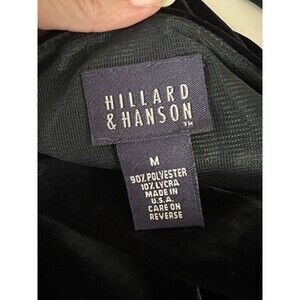 HILLARD
& HANSON
TM
M
90% POLYESTER
10% LYCRA
MADE IN
U.S.A.
CARE ON
REVERSE